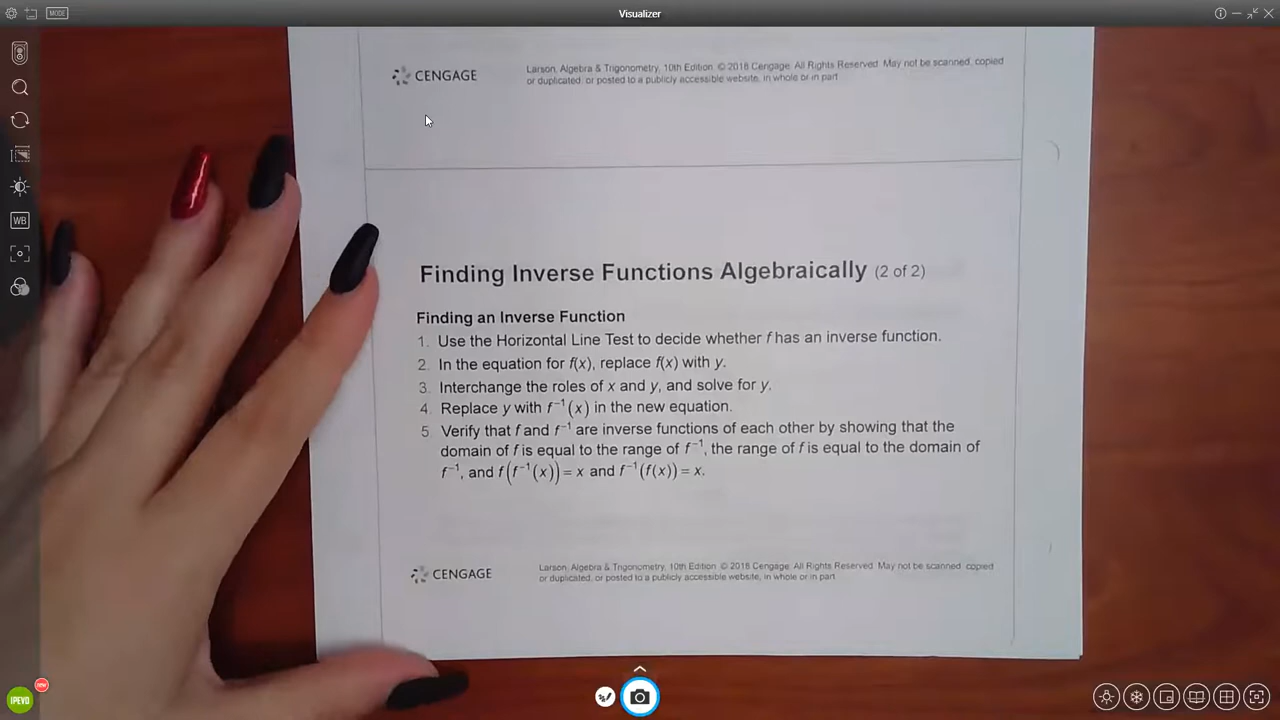 MODE
Visualizer
CENGAGE
Larson, Algebra & Trigonometry, 10th Edition. © 2018 Cengage. All Rights Reserved. May not be scanned, copied
or duplicated, or posted to a publicly accessible website, in whole or in part.
Finding Inverse Functions Algebraically (2 of 2)
Finding an Inverse Function
1. Use the Horizontal Line Test to decide whether f has an inverse function.
2. In the equation for f(x), replace f(x) with y.
3. Interchange the roles of x and y, and solve for y.
4. Replace y with f⁻¹(x) in the new equation.
5. Verify that f and f⁻¹ are inverse functions of each other by showing that the
domain of f is equal to the range of f⁻¹, the range of f is equal to the domain of
f⁻¹, and f(f⁻¹(x)) = x and f⁻¹(f(x)) = x.
CENGAGE
Larson, Algebra & Trigonometry, 10th Edition. © 2018 Cengage. All Rights Reserved. May not be scanned, copied
or duplicated, or posted to a publicly accessible website, in whole or in part.
WB
IPEVO
new